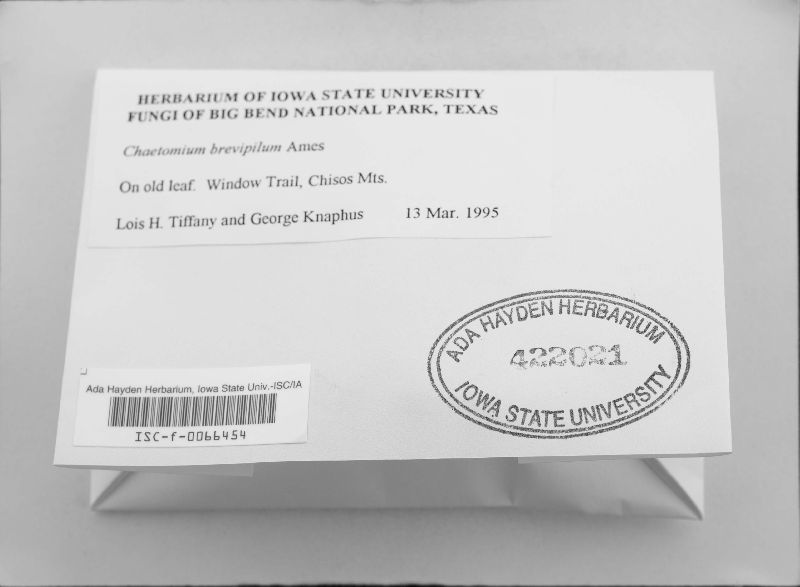 HERBARIUM OF IOWA STATE UNIVERSITY
FUNGI OF BIG BEND NATIONAL PARK, TEXAS
Chaetomium brevipilum Ames
On old leaf. Window Trail, Chisos Mts.
Lois H. Tiffany and George Knaphus 13 Mar. 1995
ADA HAYDEN HERBARIUM
422021
IOWA STATE UNIVERSITY
Ada Hayden Herbarium, Iowa State Univ.-ISC/IA
ISC-f-0066454